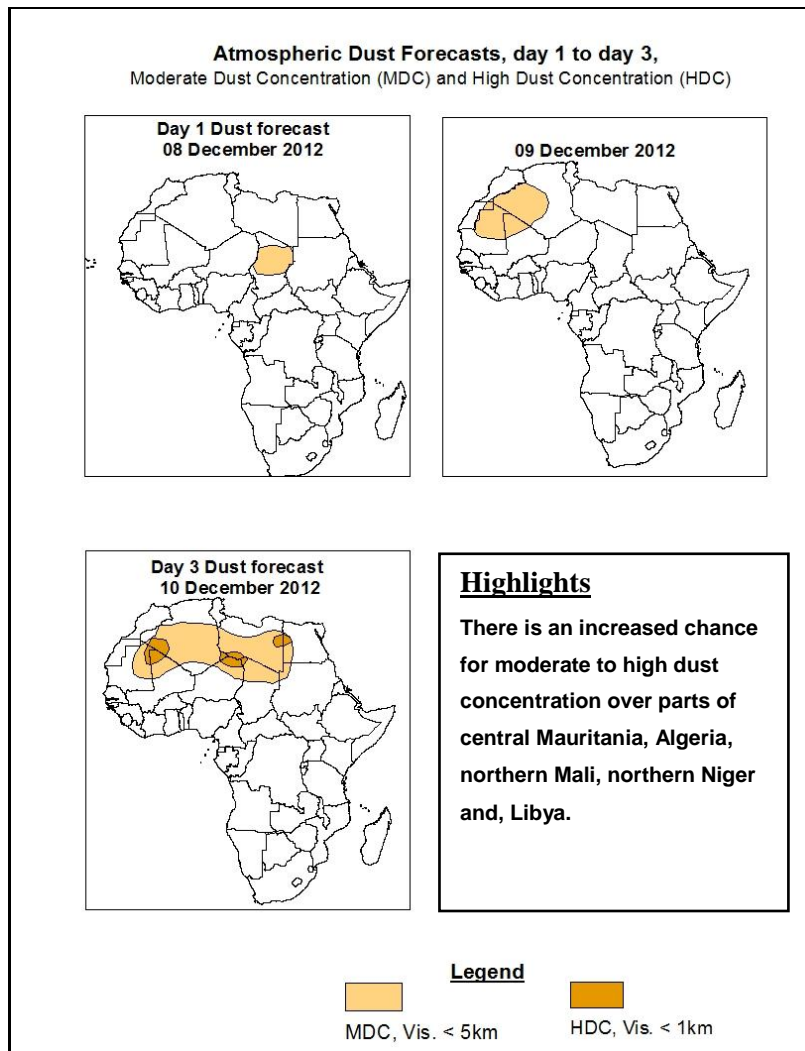 Atmospheric Dust Forecasts, day 1 to day 3,
Moderate Dust Concentration (MDC) and High Dust Concentration (HDC)
Day 1 Dust forecast
08 December 2012
09 December 2012
Day 3 Dust forecast
10 December 2012
Highlights
There is an increased chance
for moderate to high dust
concentration over parts of
central Mauritania, Algeria,
northern Mali, northern Niger
and, Libya.
Legend
MDC, Vis. < 5km
HDC, Vis. < 1km